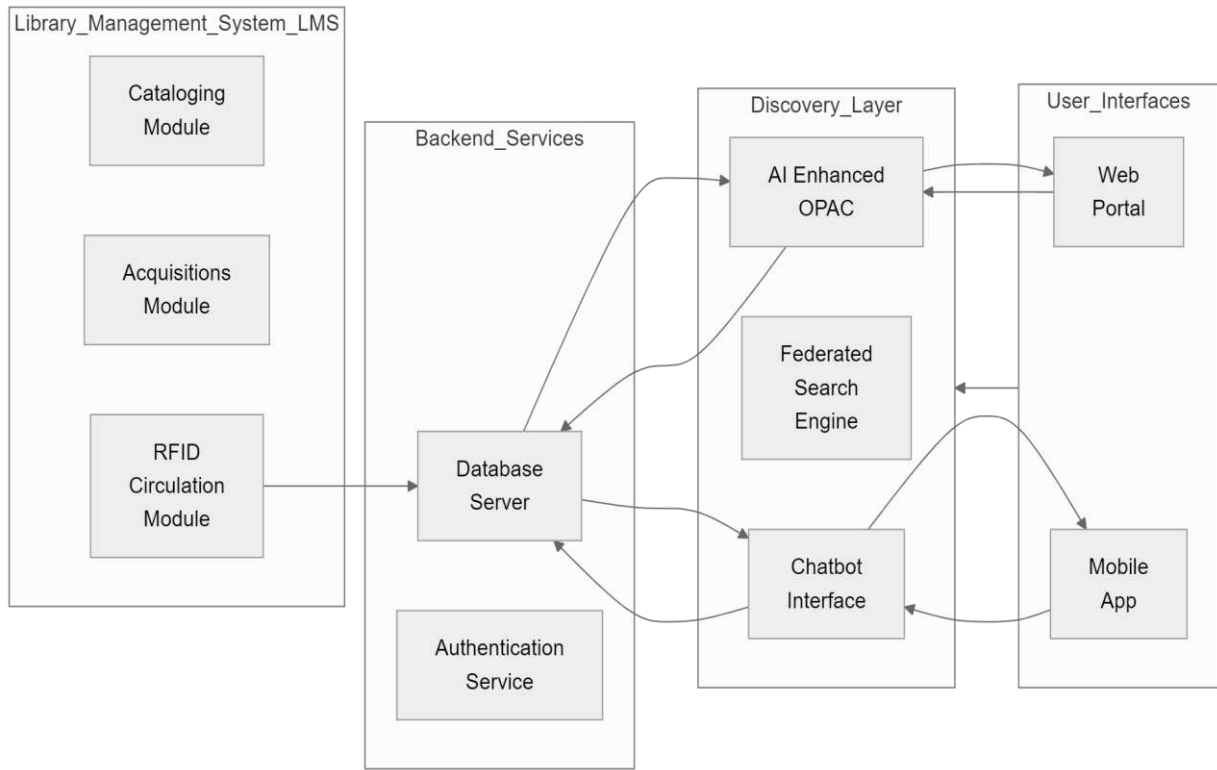 Library_Management_System_LMS
Cataloging
Module
Acquisitions
Module
RFID
Circulation
Module
Backend_Services
Database
Server
Authentication
Service
Discovery_Layer
AI Enhanced
OPAC
Federated
Search
Engine
Chatbot
Interface
User_Interfaces
Web
Portal
Mobile
App